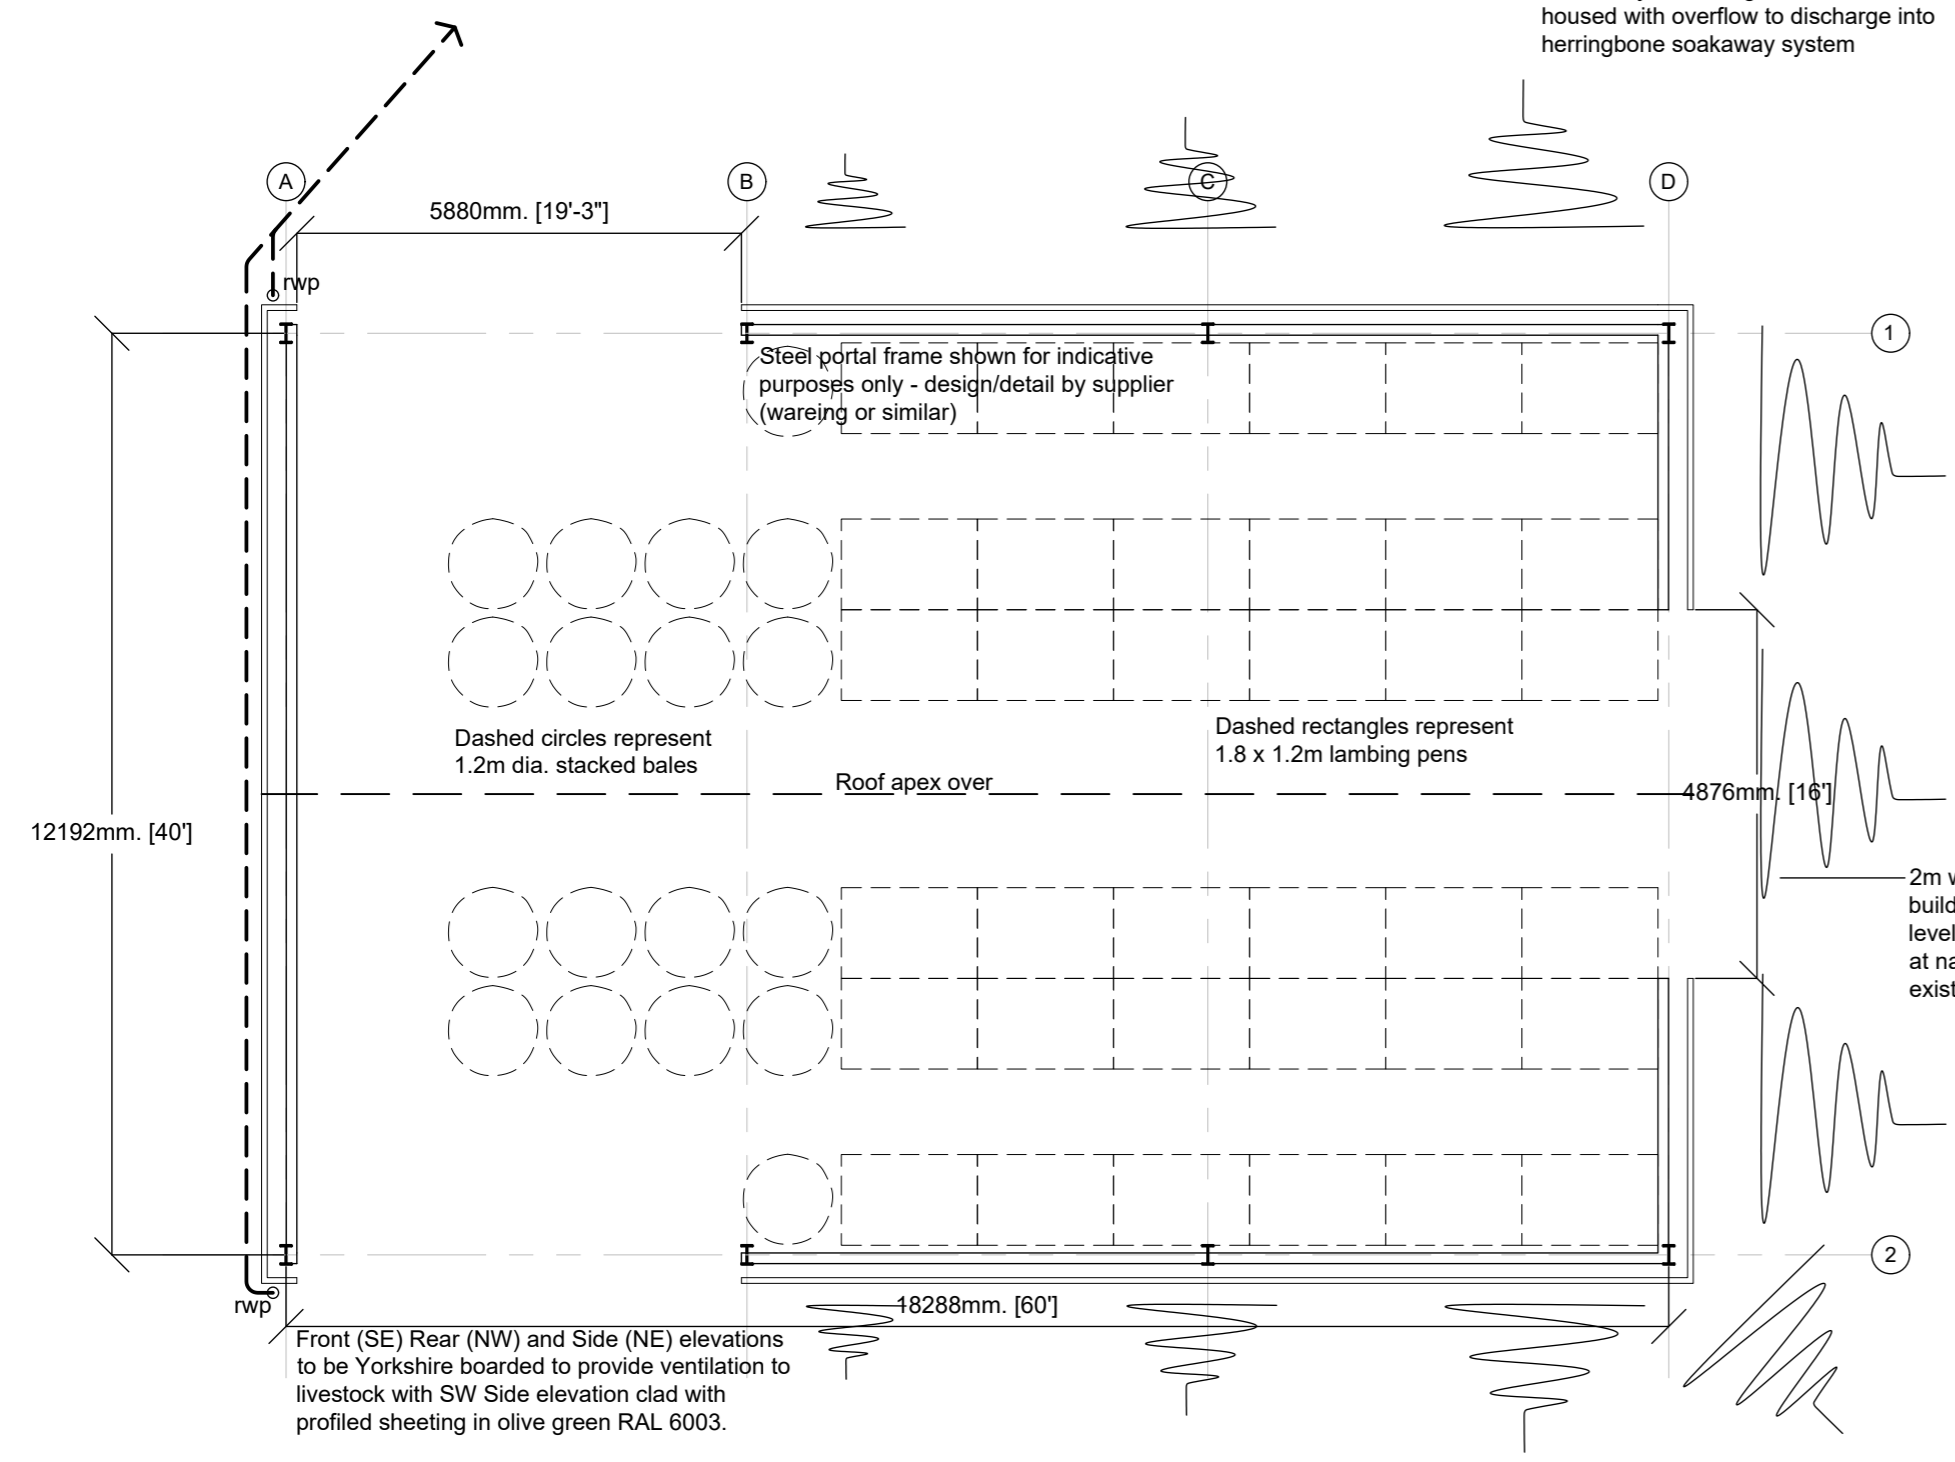 housed with overflow to discharge into
herringbone soakaway system
A
B
C
D
5880mm. [19'-3"]
rwp
1
Steel portal frame shown for indicative
purposes only - design/detail by supplier
(wareing or similar)
Dashed circles represent
1.2m dia. stacked bales
Dashed rectangles represent
1.8 x 1.2m lambing pens
Roof apex over
4876mm. [16']
12192mm. [40']
2m
level
2
rwp
18288mm. [60']
Front (SE) Rear (NW) and Side (NE) elevations
to be Yorkshire boarded to provide ventilation to
livestock with SW Side elevation clad with
profiled sheeting in olive green RAL 6003.